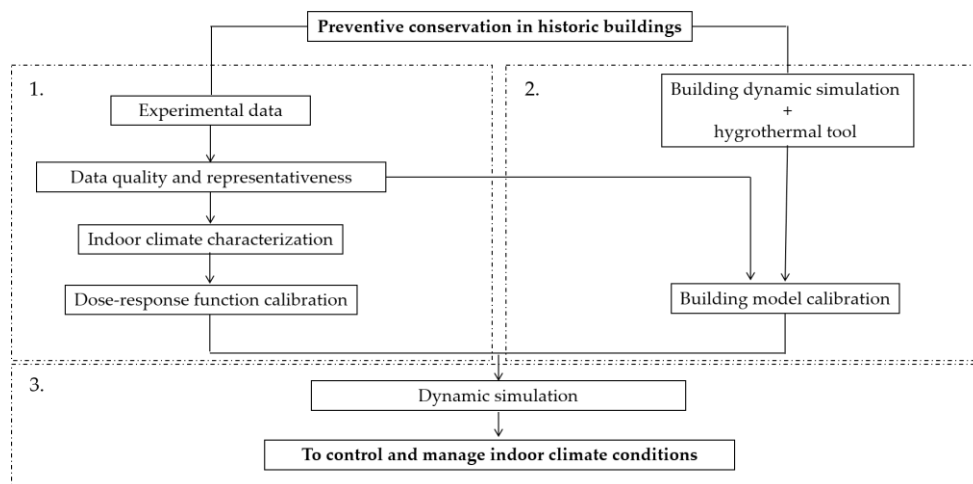 Preventive conservation in historic buildings
1.
Experimental data
Data quality and representativeness
Indoor climate characterization
Dose-response function calibration
2.
Building dynamic simulation
+
hygrothermal tool
Building model calibration
3.
Dynamic simulation
To control and manage indoor climate conditions